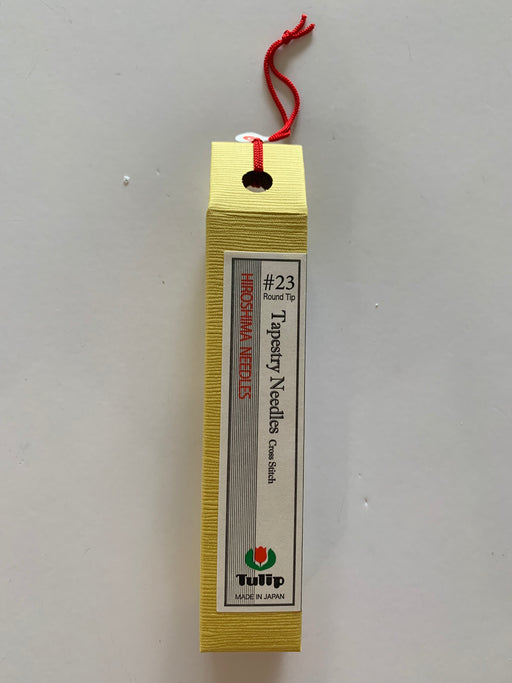 #23
Round Tip
Tapestry Needles Cross Stitch
HIROSHIMA NEEDLES
Tulip
MADE IN JAPAN